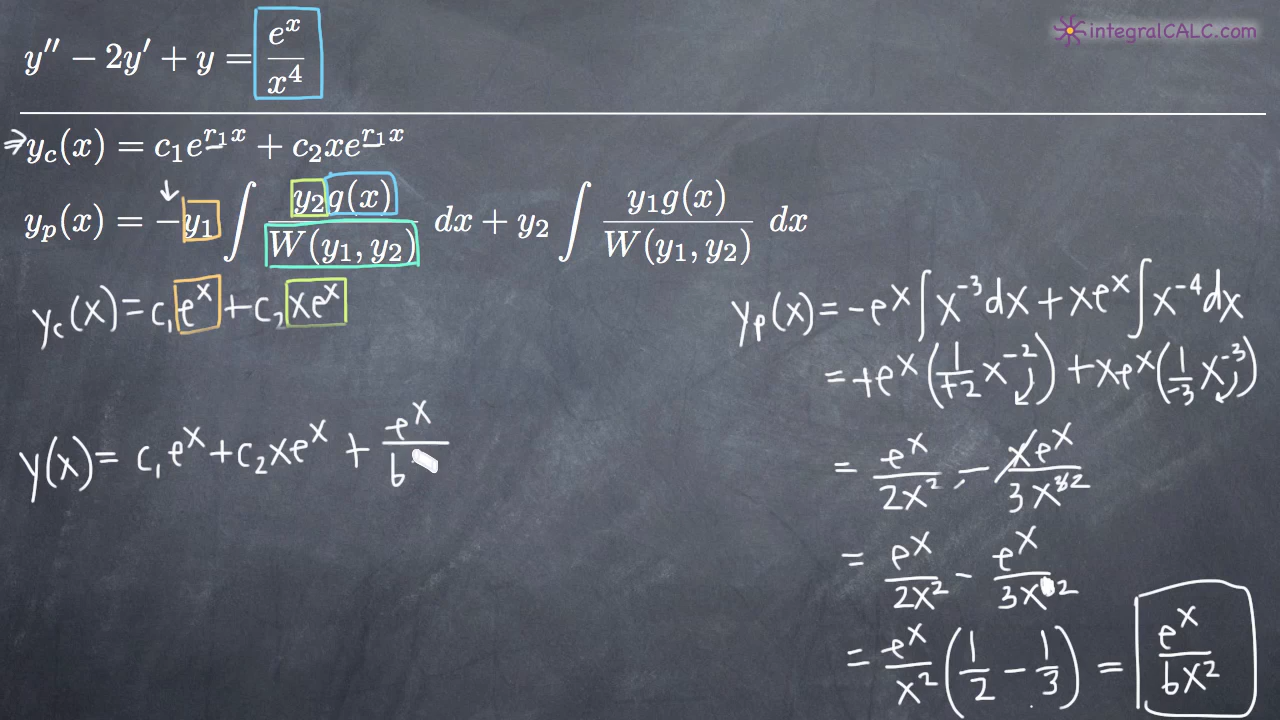 integralCALC.com
y'' − 2y' + y = e^x/x^4
⇒ y_c(x) = c_1e^{r_1x} + c_2xe^{r_1x}
y_p(x) = −y_1 ∫ y_2g(x)/W(y_1, y_2) dx + y_2 ∫ y_1g(x)/W(y_1, y_2) dx
y_c(x) = c_1e^x + c_2xe^x
y(x) = c_1e^x + c_2xe^x + e^x/6
y_p(x) = −e^x ∫ x^{-3} dx + xe^x ∫ x^{-4} dx
= +e^x (1/+2 x^{-2}) + xe^x (1/-3 x^{-3})
= e^x/2x^2 − xe^x/3x^{32}
= e^x/2x^2 − e^x/3x^2
= e^x/x^2 (1/2 − 1/3) = e^x/6x^2